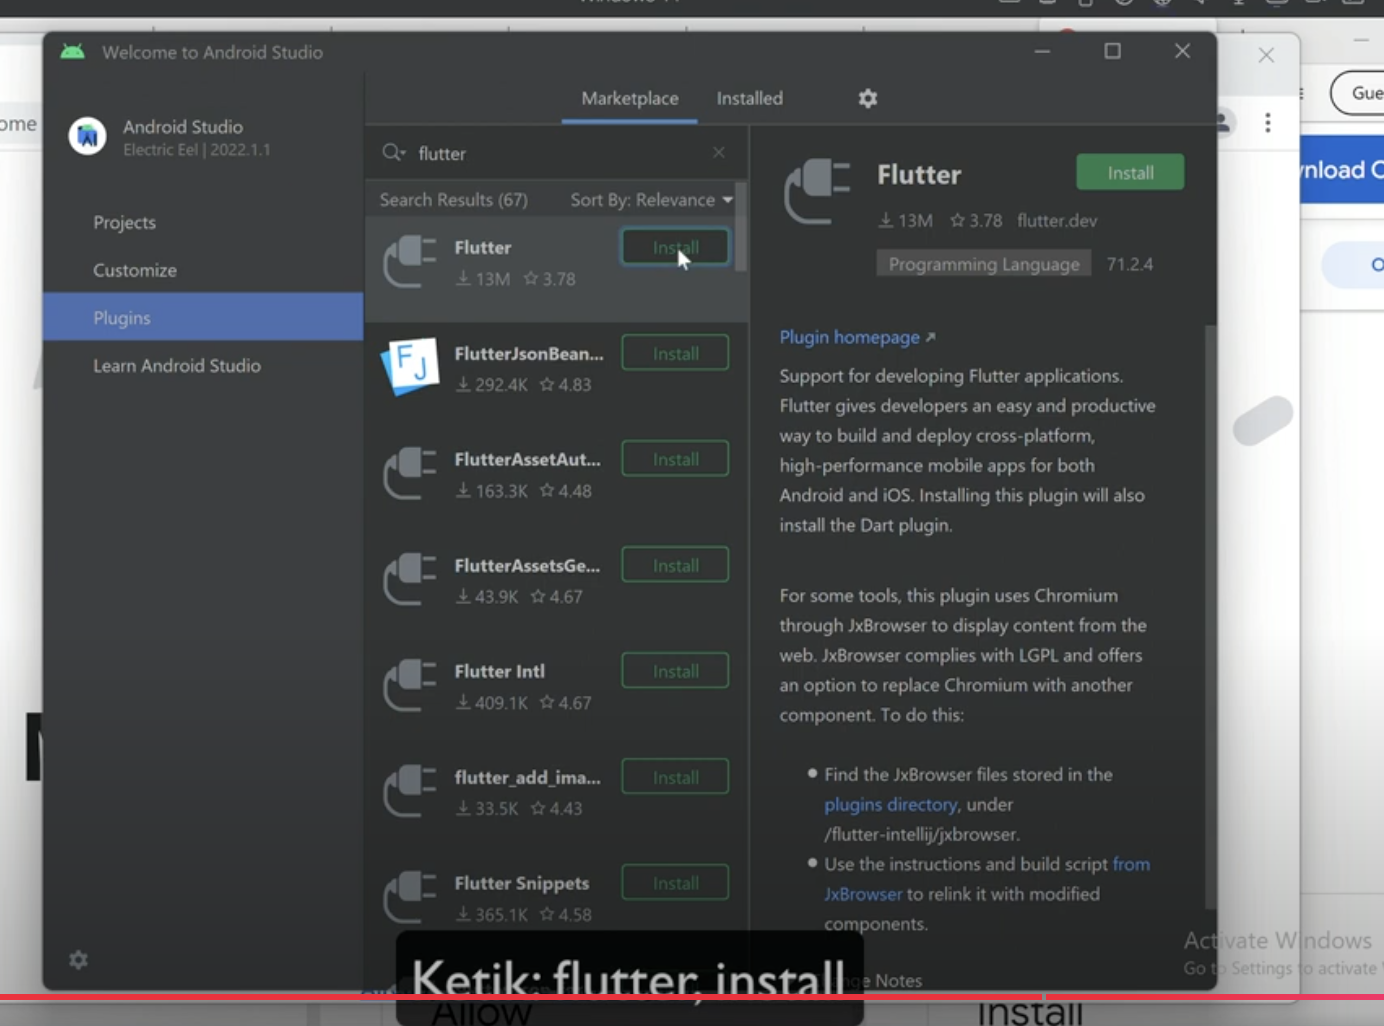 Welcome to Android Studio
Android Studio
Electric Eel | 2022.1.1
Projects
Customize
Plugins
Learn Android Studio
Marketplace
Installed
flutter
Search Results (67)
Sort By: Relevance
Flutter
Install
13M
3.78
FlutterJsonBean...
Install
292.4K
4.83
FlutterAssetAut...
Install
163.3K
4.48
FlutterAssetsGe...
Install
43.9K
4.67
Flutter Intl
Install
409.1K
4.67
flutter_add_ima...
Install
33.5K
4.43
Flutter Snippets
Install
365.1K
4.58
Flutter
Install
13M
3.78
flutter.dev
Programming Language
71.2.4
Plugin homepage
Support for developing Flutter applications.
Flutter gives developers an easy and productive
way to build and deploy cross-platform,
high-performance mobile apps for both
Android and iOS. Installing this plugin will also
install the Dart plugin.
For some tools, this plugin uses Chromium
through JxBrowser to display content from the
web. JxBrowser complies with LGPL and offers
an option to replace Chromium with another
component. To do this:
Find the JxBrowser files stored in the
plugins directory, under
/flutter-intellij/jxbrowser.
Use the instructions and build script from
JxBrowser to relink it with modified
components.
Notes
Ketik: flutter, install
Activate Windows
Go to Settings to activate
ome
Gue
nload C
Allow
Install